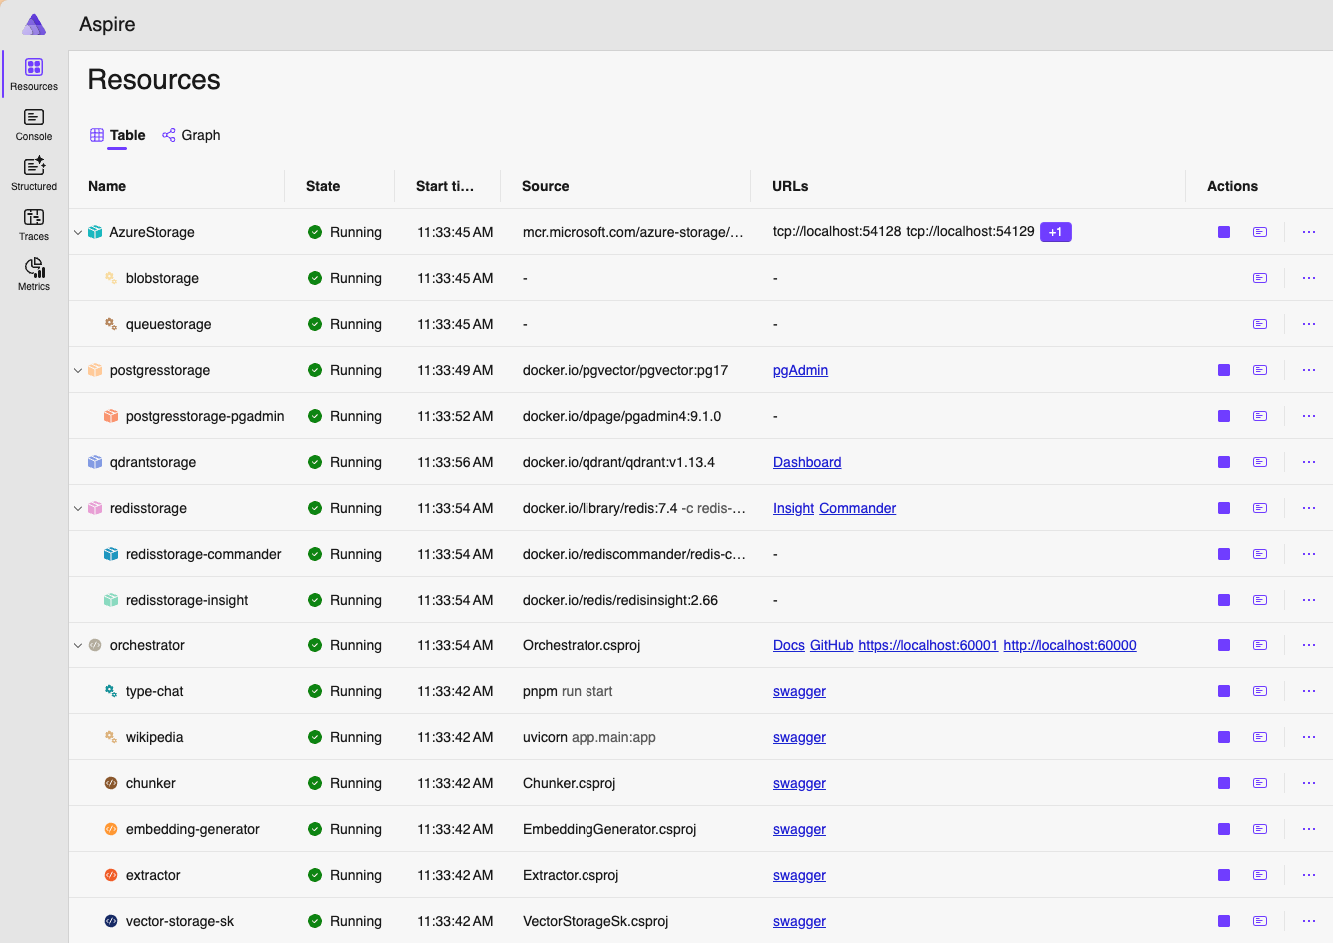 Aspire
Resources
Resources
Console
Structured
Traces
Metrics
Table Graph
Name State Start ti... Source URLs Actions
AzureStorage Running 11:33:45 AM mcr.microsoft.com/azure-storage/... tcp://localhost:54128 tcp://localhost:54129 +1
blobstorage Running 11:33:45 AM - -
queuestorage Running 11:33:45 AM - -
postgresstorage Running 11:33:49 AM docker.io/pgvector/pgvector:pg17 pgAdmin
postgresstorage-pgadmin Running 11:33:52 AM docker.io/dpage/pgadmin4:9.1.0 -
qdrantstorage Running 11:33:56 AM docker.io/qdrant/qdrant:v1.13.4 Dashboard
redisstorage Running 11:33:54 AM docker.io/library/redis:7.4 -c redis-... Insight Commander
redisstorage-commander Running 11:33:54 AM docker.io/rediscommander/redis-c... -
redisstorage-insight Running 11:33:54 AM docker.io/redis/redisinsight:2.66 -
orchestrator Running 11:33:54 AM Orchestrator.csproj Docs GitHub https://localhost:60001 http://localhost:60000
type-chat Running 11:33:42 AM pnpm run start swagger
wikipedia Running 11:33:42 AM uvicorn app.main:app swagger
chunker Running 11:33:42 AM Chunker.csproj swagger
embedding-generator Running 11:33:42 AM EmbeddingGenerator.csproj swagger
extractor Running 11:33:42 AM Extractor.csproj swagger
vector-storage-sk Running 11:33:42 AM VectorStorageSk.csproj swagger